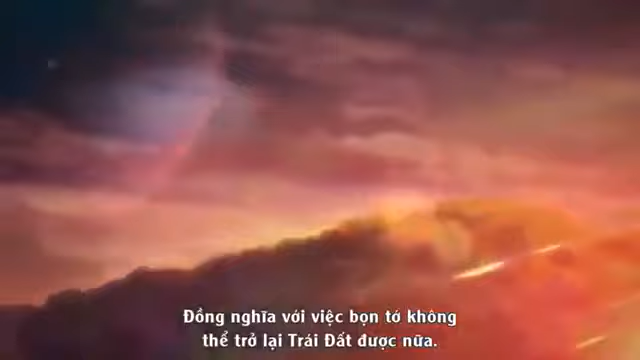 Đồng nghĩa với việc bọn tớ không
thể trở lại Trái Đất được nữa.